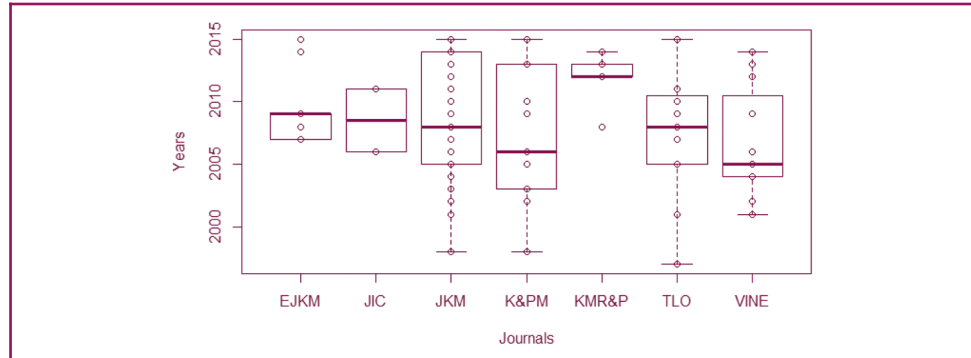 2015
2010
2005
2000
Years
EJKM JIC JKM K&PM KMR&P TLO VINE
Journals